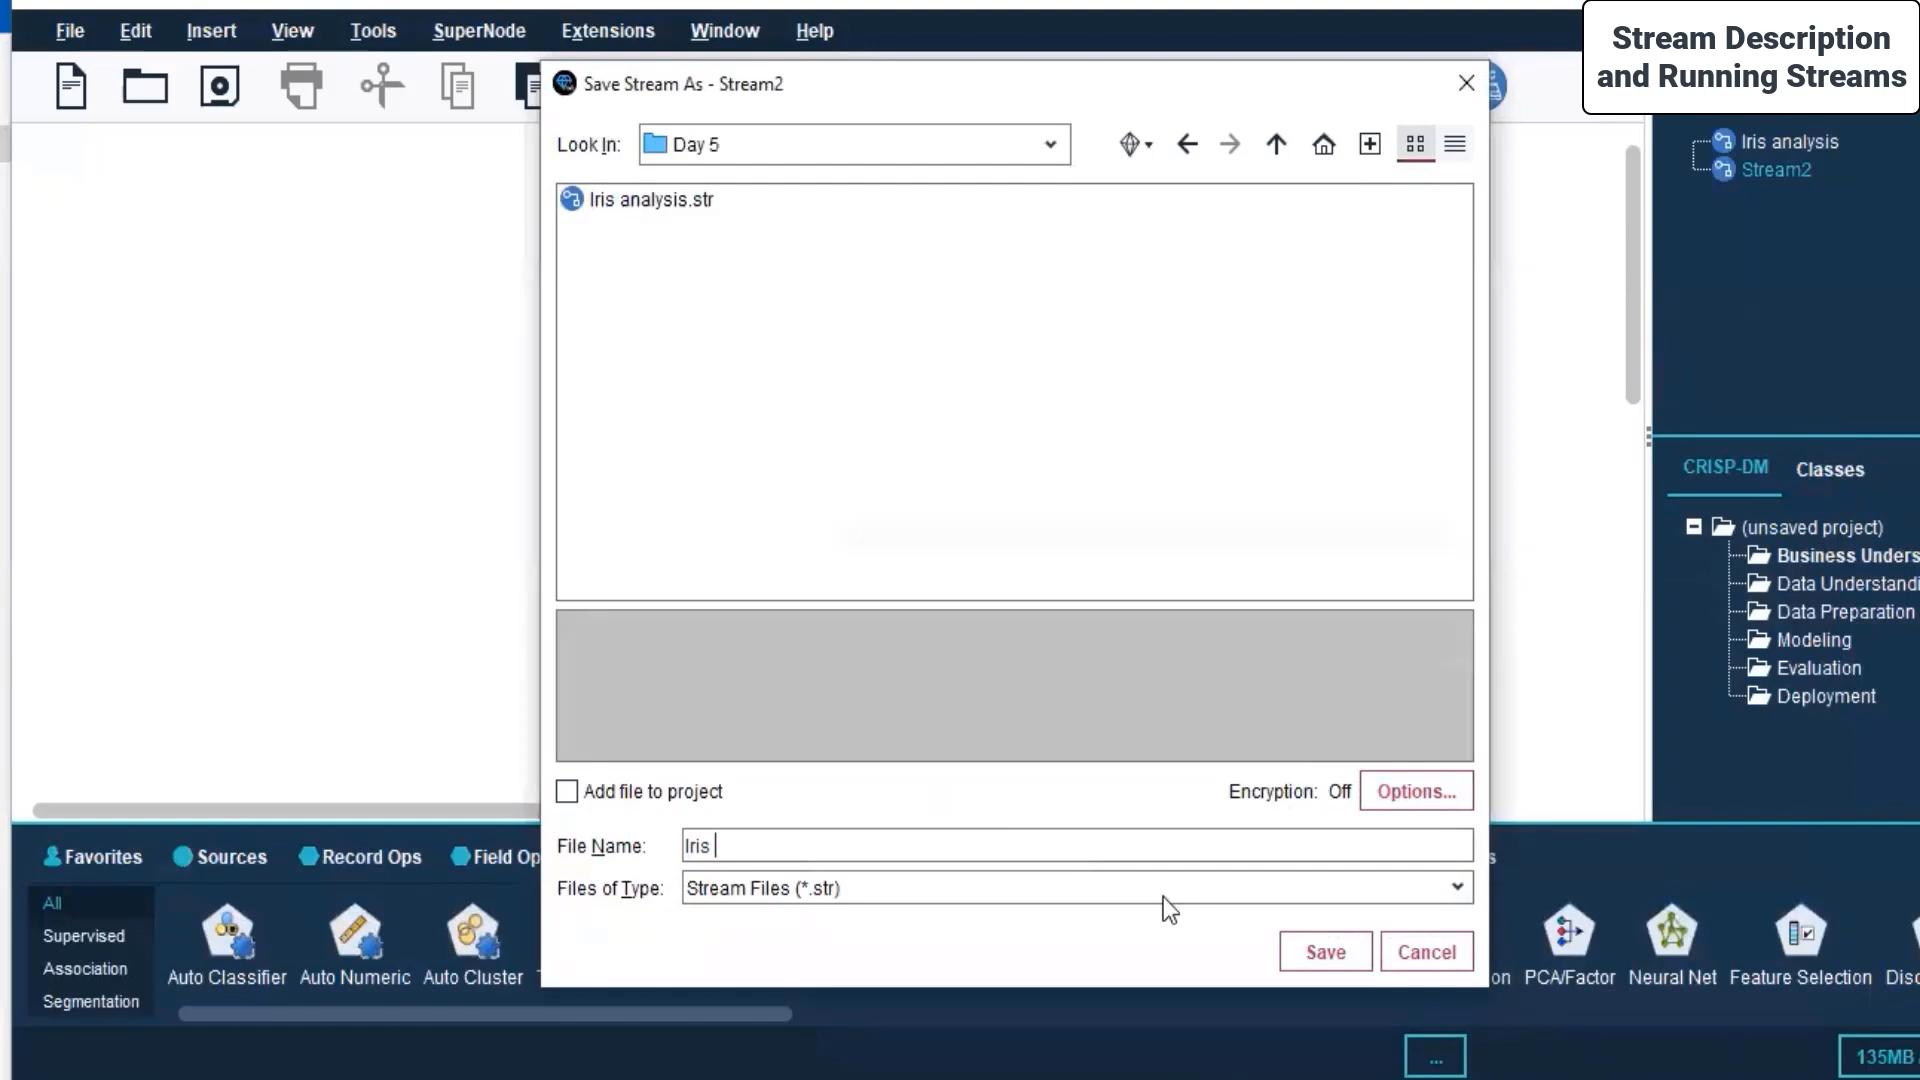 File Edit Insert View Tools SuperNode Extensions Window Help
Stream Description
and Running Streams
Save Stream As - Stream2
Look In: Day 5
Iris analysis.str
Iris analysis
Stream2
CRISP-DM Classes
(unsaved project)
Business Unders
Data Understandi
Data Preparation
Modeling
Evaluation
Deployment
Add file to project
Encryption: Off Options...
File Name: Iris
Files of Type: Stream Files (*.str)
Save Cancel
Favorites Sources Record Ops Field Op
All
Supervised
Association
Segmentation
Auto Classifier Auto Numeric Auto Cluster
on PCA/Factor Neural Net Feature Selection Disc
...
135MB